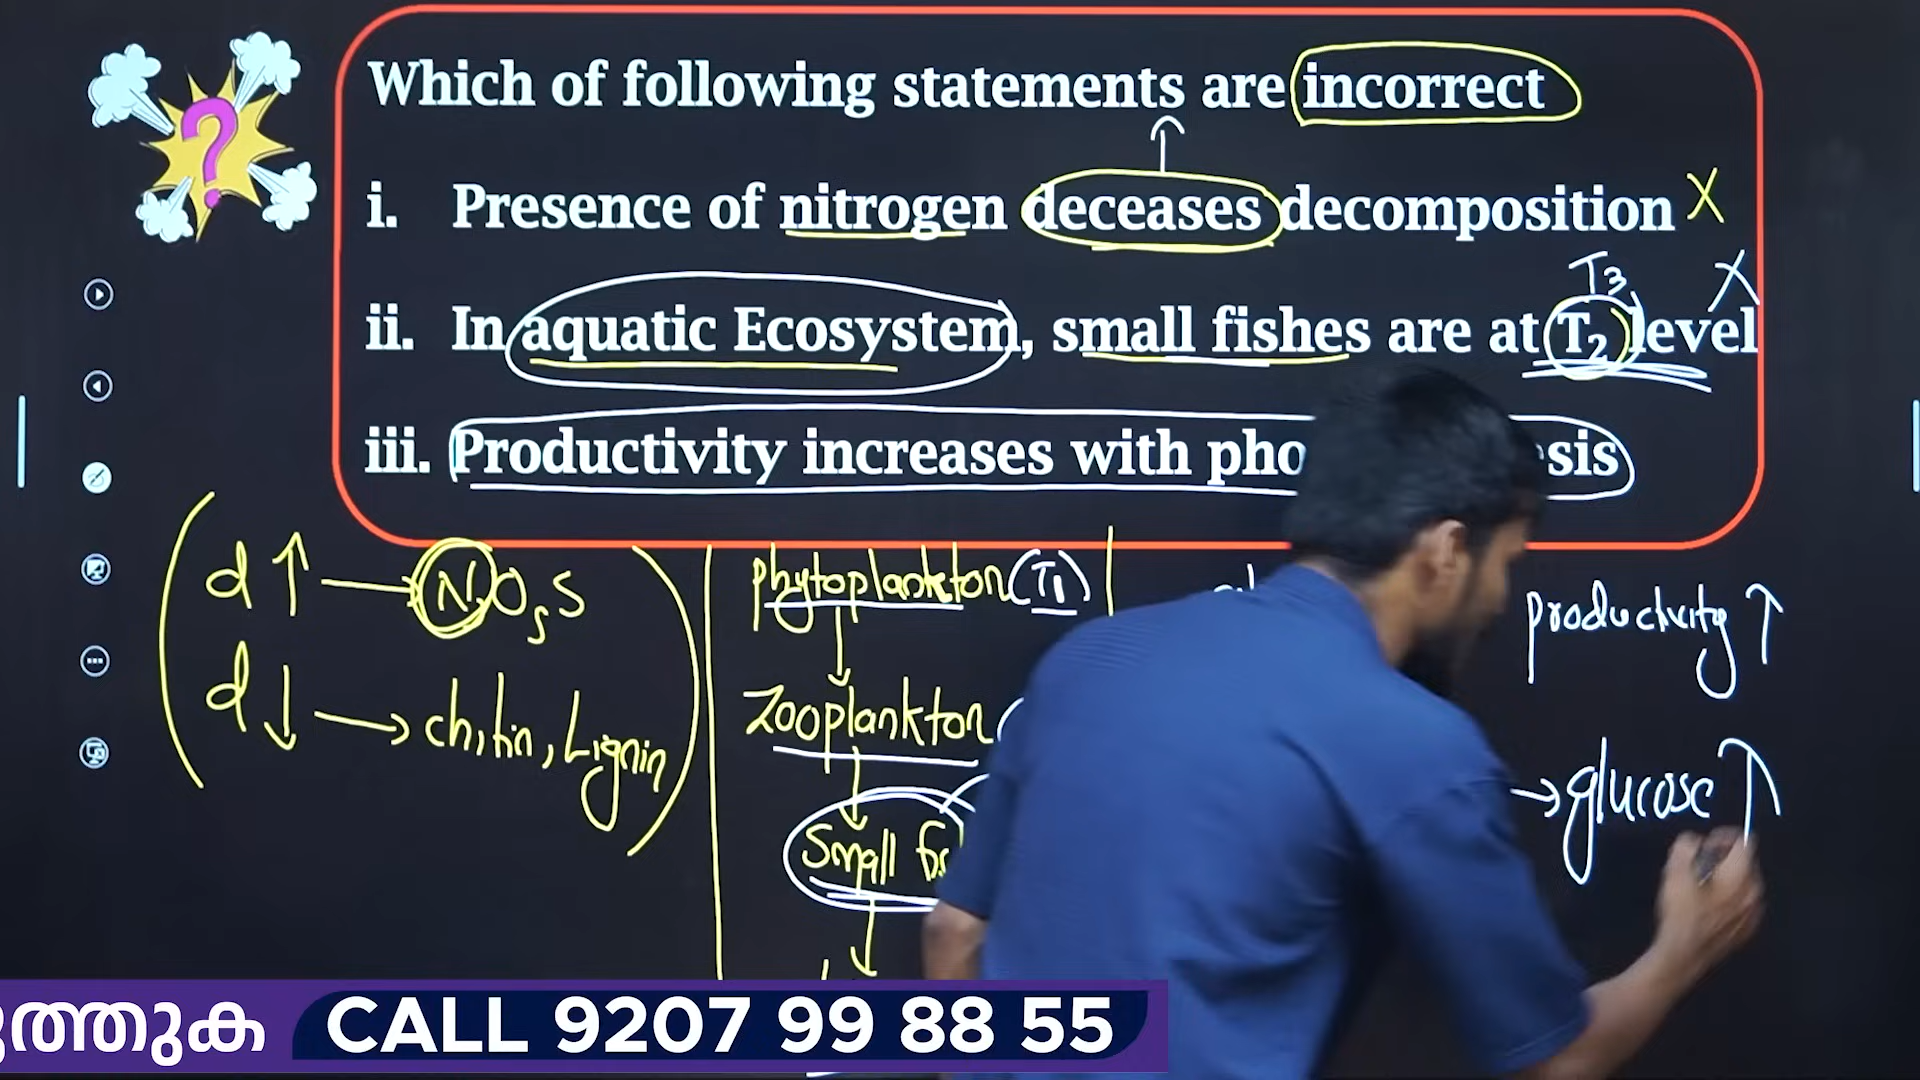 Which of following statements are incorrect
i. Presence of nitrogen deceases decomposition X
T3 X
ii. In aquatic Ecosystem, small fishes are at T2 level
iii. Productivity increases with
d ↑ → N, O, S
d ↓ → chitin, Lignin
phytoplankton (T1)
↓
Zooplankton
↓
Small
↓
productivity ↑
→ glucose ↑
CALL 9207 99 88 55